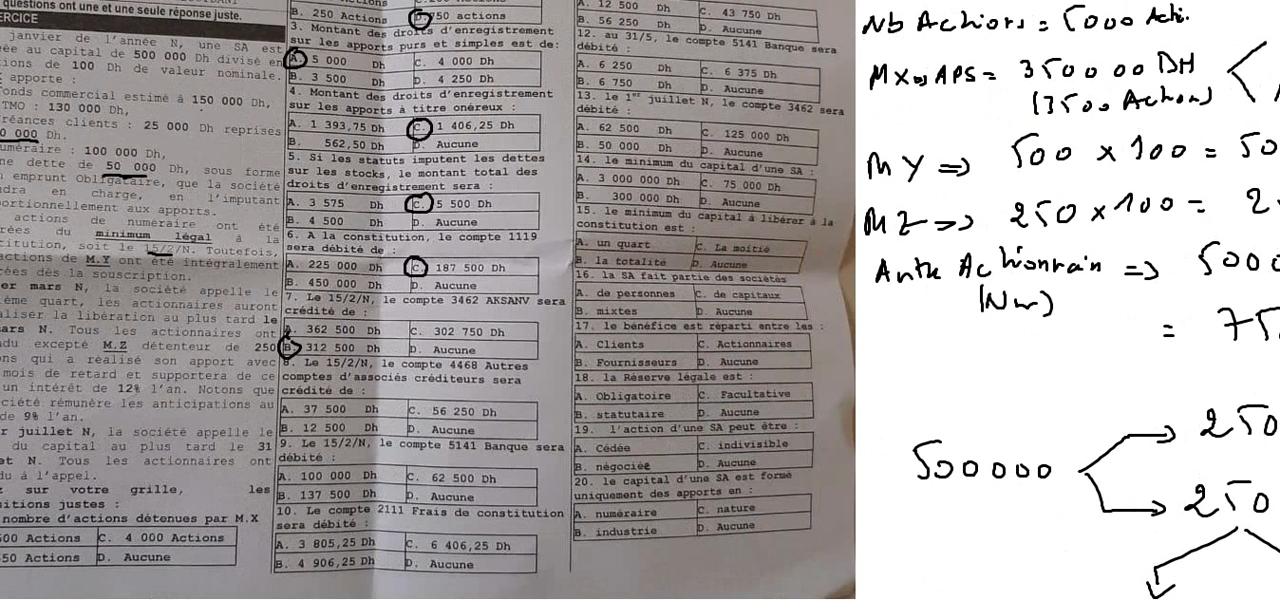 questions ont une et une seule réponse juste.
ERCICE
janvier de l'année N, une SA est
ée au capital de 500 000 Dh divisé en
tions de 100 Dh de valeur nominale.
apporte :
onds commercial estimé à 150 000 Dh,
TMO : 130 000 Dh,
réances clients : 25 000 Dh reprises
0 000 Dh.
uméraire : 100 000 Dh,
ne dette de 50 000 Dh, sous forme
emprunt Obligataire, que la société
ndra en charge, en l'imputant
portionnellement aux apports.
actions de numéraire ont été
rées du minimum légal à la
titution, soit le 15/2/N. Toutefois,
actions de M.Y ont été intégralement
rées dès la souscription.
er mars N, la société appelle le
ième quart, les actionnaires auront
aliser la libération au plus tard le
mars N. Tous les actionnaires ont
ndu excepté M.Z détenteur de 250
ons qui a réalisé son apport avec
mois de retard et supportera de ce
un intérêt de 12% l'an. Notons que
ciété rémunère les anticipations au
de 9% l'an.
r juillet N, la société appelle le
du capital au plus tard le 31
et N. Tous les actionnaires ont
du à l'appel.
z sur votre grille, les
itions justes :
nombre d'actions détenues par M.X
500 Actions C. 4 000 Actions
50 Actions D. Aucune
B. 250 Actions D. 750 actions
3. Montant des droits d'enregistrement
sur les apports purs et simples est de:
A. 5 000 Dh C. 4 000 Dh
B. 3 500 Dh D. 4 250 Dh
4. Montant des droits d'enregistrement
sur les apports à titre onéreux :
A. 1 393,75 Dh C. 1 406,25 Dh
B. 562,50 Dh D. Aucune
5. Si les statuts imputent les dettes
sur les stocks, le montant total des
droits d'enregistrement sera :
A. 3 575 Dh C. 5 500 Dh
B. 4 500 Dh D. Aucune
6. A la constitution, le compte 1119
sera débité de :
A. 225 000 Dh C. 187 500 Dh
B. 450 000 Dh D. Aucune
7. Le 15/2/N, le compte 3462 AKSANV sera
crédité de :
A. 362 500 Dh C. 302 750 Dh
B. 312 500 Dh D. Aucune
8. Le 15/2/N, le compte 4468 Autres
comptes d'associés créditeurs sera
crédité de :
A. 37 500 Dh C. 56 250 Dh
B. 12 500 Dh D. Aucune
9. Le 15/2/N, le compte 5141 Banque sera
débité :
A. 100 000 Dh C. 62 500 Dh
B. 137 500 Dh D. Aucune
10. Le compte 2111 Frais de constitution
sera débité :
A. 3 805,25 Dh C. 6 406,25 Dh
B. 4 906,25 Dh D. Aucune
A. 12 500 Dh C. 43 750 Dh
B. 56 250 Dh D. Aucune
12. au 31/5, le compte 5141 Banque sera
débité :
A. 6 250 Dh C. 6 375 Dh
B. 6 750 Dh D. Aucune
13. le 1er juillet N, le compte 3462 sera
débité :
A. 62 500 Dh C. 125 000 Dh
B. 50 000 Dh D. Aucune
14. le minimum du capital d'une SA :
A. 3 000 000 Dh C. 75 000 Dh
B. 300 000 Dh D. Aucune
15. le minimum du capital à libérer à la
constitution est :
A. un quart C. La moitié
B. la totalité D. Aucune
16. la SA fait partie des sociétés
A. de personnes C. de capitaux
B. mixtes D. Aucune
17. le bénéfice est réparti entre les :
A. Clients C. Actionnaires
B. Fournisseurs D. Aucune
18. la Réserve légale est :
A. Obligatoire C. Facultative
B. statutaire D. Aucune
19. l'action d'une SA peut être :
A. Cédée C. indivisible
B. négociée D. Aucune
20. le capital d'une SA est formé
uniquement des apports en :
A. numéraire C. nature
B. industrie D. Aucune
Nb Actions = 5000 Acti.
MX => APS = 350000 DH
(3500 Action)
MY => 500 x 100 = 50
MZ => 250 x 100 = 2
Autre Actionnair => 5000
(Nu)
= 75
500000
250
250